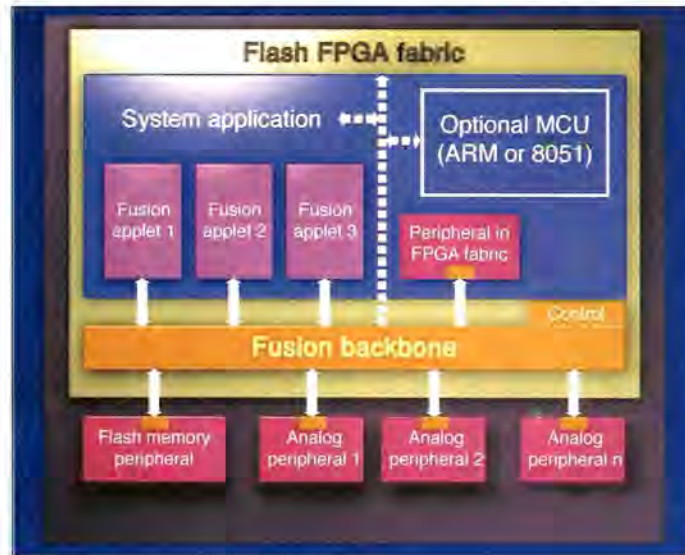 Flash FPGA fabric
System application
Optional MCU
(ARM or 8051)
Fusion
applet 1
Fusion
applet 2
Fusion
applet 3
Peripheral in
FPGA fabric
Control
Fusion backbone
Flash memory
peripheral
Analog
peripheral 1
Analog
peripheral 2
Analog
peripheral n